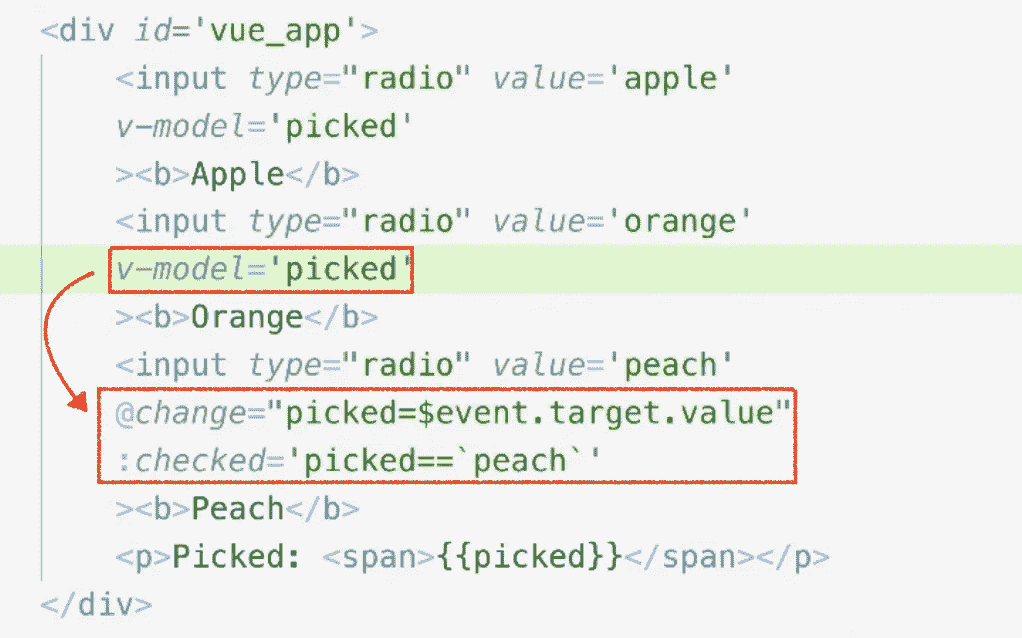 <div id='vue_app'>
<input type="radio" value='apple'
v-model='picked'
><b>Apple</b>
<input type="radio" value='orange'
v-model='picked'
><b>Orange</b>
<input type="radio" value='peach'
@change="picked=$event.target.value"
:checked='picked==`peach`'
><b>Peach</b>
<p>Picked: <span>{{picked}}</span></p>
</div>